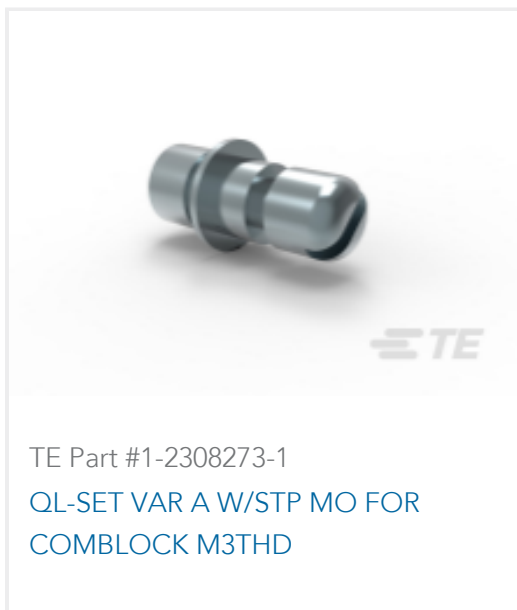 TE
TE Part #1-2308273-1
QL-SET VAR A W/STP MO FOR
COMBLOCK M3THD